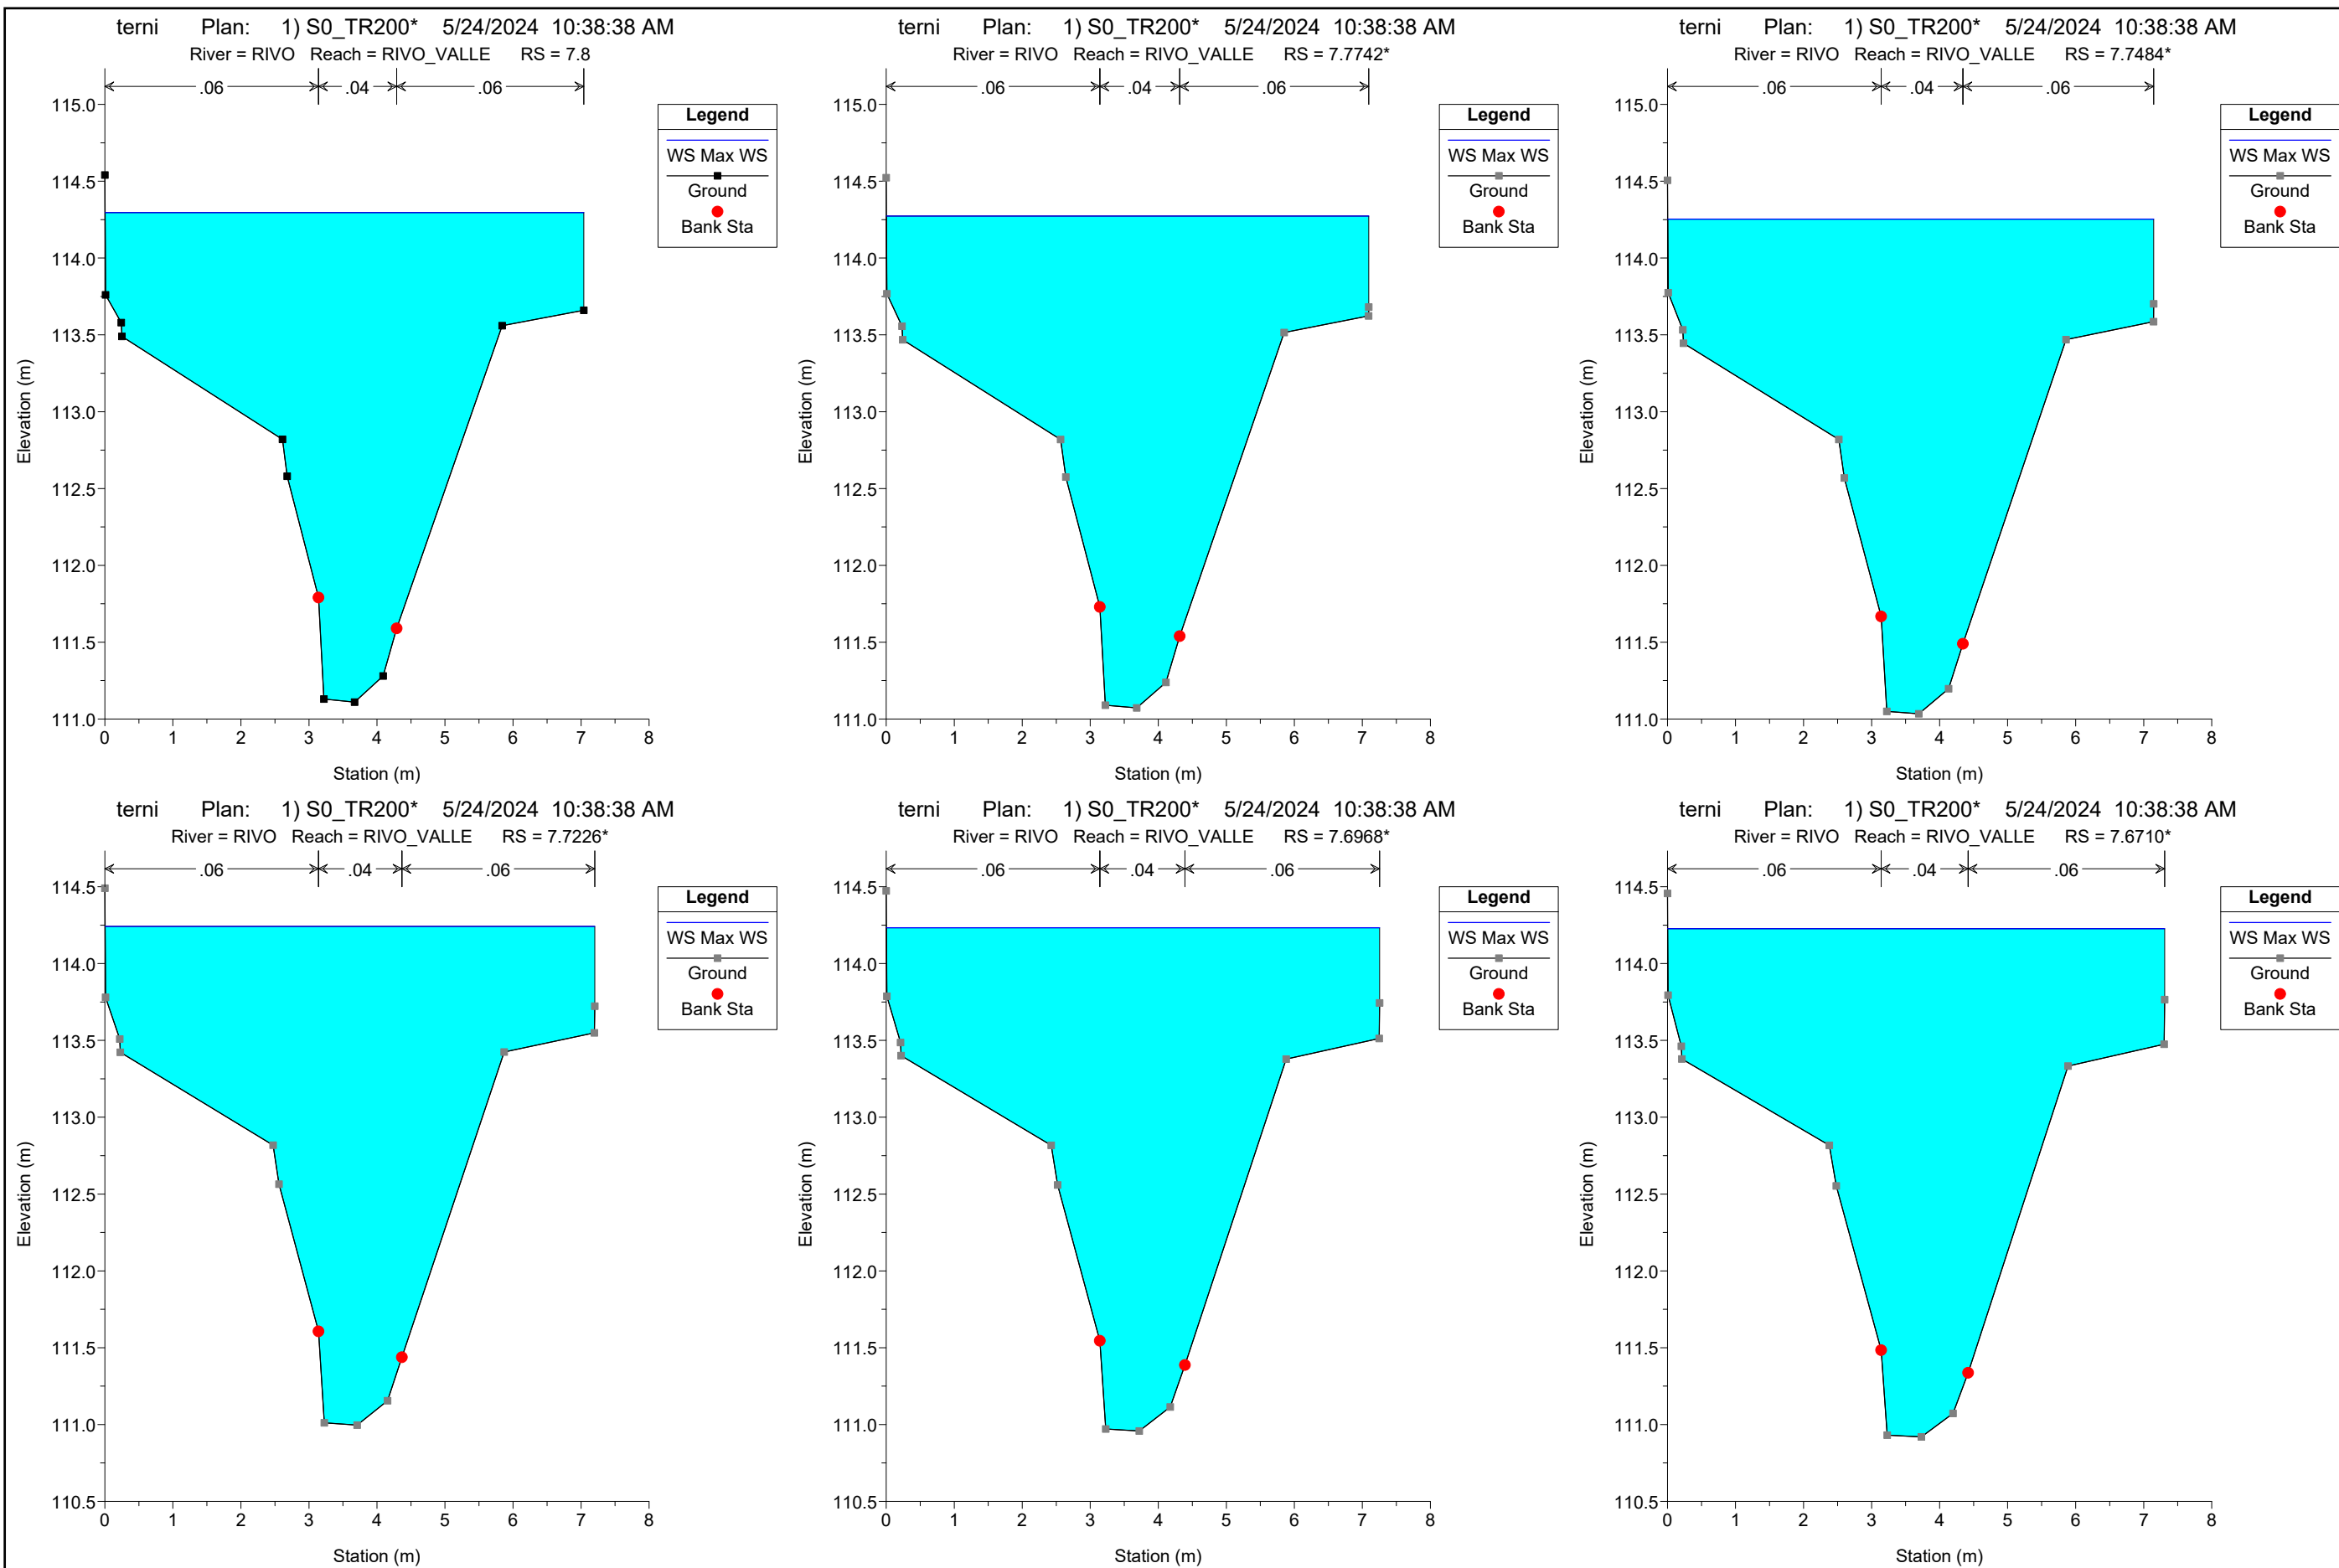 terni Plan: 1) S0_TR200* 5/24/2024 10:38:38 AM
River = RIVO Reach = RIVO_VALLE RS = 7.8
.06 .04 .06
115.0
114.5
114.0
113.5
113.0
112.5
112.0
111.5
111.0
Elevation (m)
0 1 2 3 4 5 6 7 8
Station (m)
Legend
WS Max WS
Ground
Bank Sta
terni Plan: 1) S0_TR200* 5/24/2024 10:38:38 AM
River = RIVO Reach = RIVO_VALLE RS = 7.7742*
.06 .04 .06
115.0
114.5
114.0
113.5
113.0
112.5
112.0
111.5
111.0
Elevation (m)
0 1 2 3 4 5 6 7 8
Station (m)
Legend
WS Max WS
Ground
Bank Sta
terni Plan: 1) S0_TR200* 5/24/2024 10:38:38 AM
River = RIVO Reach = RIVO_VALLE RS = 7.7484*
.06 .04 .06
115.0
114.5
114.0
113.5
113.0
112.5
112.0
111.5
111.0
Elevation (m)
0 1 2 3 4 5 6 7 8
Station (m)
Legend
WS Max WS
Ground
Bank Sta
terni Plan: 1) S0_TR200* 5/24/2024 10:38:38 AM
River = RIVO Reach = RIVO_VALLE RS = 7.7226*
.06 .04 .06
114.5
114.0
113.5
113.0
112.5
112.0
111.5
111.0
110.5
Elevation (m)
0 1 2 3 4 5 6 7 8
Station (m)
Legend
WS Max WS
Ground
Bank Sta
terni Plan: 1) S0_TR200* 5/24/2024 10:38:38 AM
River = RIVO Reach = RIVO_VALLE RS = 7.6968*
.06 .04 .06
114.5
114.0
113.5
113.0
112.5
112.0
111.5
111.0
110.5
Elevation (m)
0 1 2 3 4 5 6 7 8
Station (m)
Legend
WS Max WS
Ground
Bank Sta
terni Plan: 1) S0_TR200* 5/24/2024 10:38:38 AM
River = RIVO Reach = RIVO_VALLE RS = 7.6710*
.06 .04 .06
114.5
114.0
113.5
113.0
112.5
112.0
111.5
111.0
110.5
Elevation (m)
0 1 2 3 4 5 6 7 8
Station (m)
Legend
WS Max WS
Ground
Bank Sta